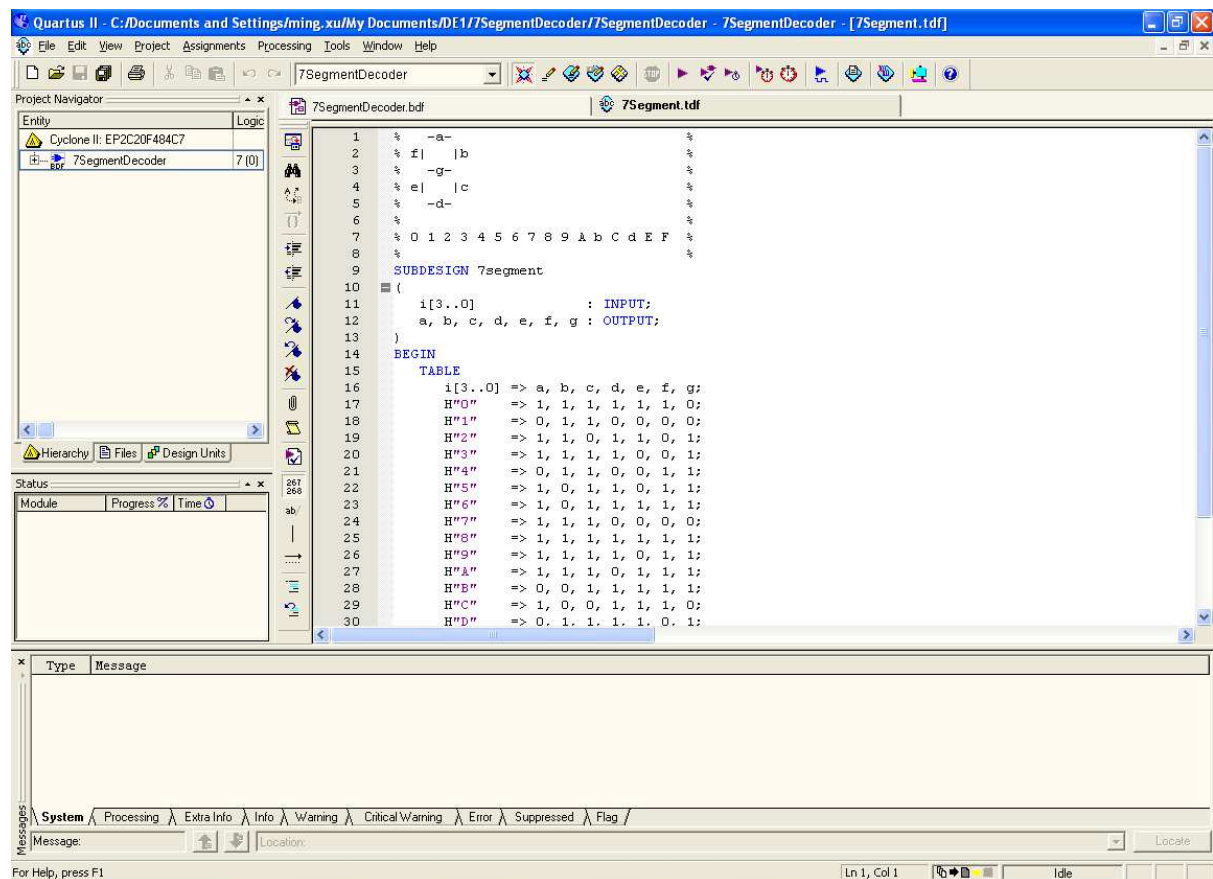 Quartus II - C:/Documents and Settings/ming.xu/My Documents/DE1/7SegmentDecoder/7SegmentDecoder - 7SegmentDecoder - [7Segment.tdf]
File Edit View Project Assignments Processing Tools Window Help
7SegmentDecoder
Project Navigator
Entity Logic
Cyclone II: EP2C20F484C7
7SegmentDecoder 7 (0)
Hierarchy Files Design Units
Status
Module Progress % Time
7SegmentDecoder.bdf 7Segment.tdf
1 % -a- %
2 % f| |b %
3 % -g- %
4 % e| |c %
5 % -d- %
6 % %
7 % 0 1 2 3 4 5 6 7 8 9 A b C d E F %
8 % %
9 SUBDESIGN 7segment
10 (
11 i[3..0] : INPUT;
12 a, b, c, d, e, f, g : OUTPUT;
13 )
14 BEGIN
15 TABLE
16 i[3..0] => a, b, c, d, e, f, g;
17 H"0" => 1, 1, 1, 1, 1, 1, 0;
18 H"1" => 0, 1, 1, 0, 0, 0, 0;
19 H"2" => 1, 1, 0, 1, 1, 0, 1;
20 H"3" => 1, 1, 1, 1, 0, 0, 1;
21 H"4" => 0, 1, 1, 0, 0, 1, 1;
22 H"5" => 1, 0, 1, 1, 0, 1, 1;
23 H"6" => 1, 0, 1, 1, 1, 1, 1;
24 H"7" => 1, 1, 1, 0, 0, 0, 0;
25 H"8" => 1, 1, 1, 1, 1, 1, 1;
26 H"9" => 1, 1, 1, 1, 0, 1, 1;
27 H"A" => 1, 1, 1, 0, 1, 1, 1;
28 H"B" => 0, 0, 1, 1, 1, 1, 1;
29 H"C" => 1, 0, 0, 1, 1, 1, 0;
30 H"D" => 0, 1, 1, 1, 1, 0, 1;
267
268
ab/
Type Message
System Processing Extra Info Info Warning Critical Warning Error Suppressed Flag
Messages
Message: Location: Locate
For Help, press F1 Ln 1, Col 1 Idle